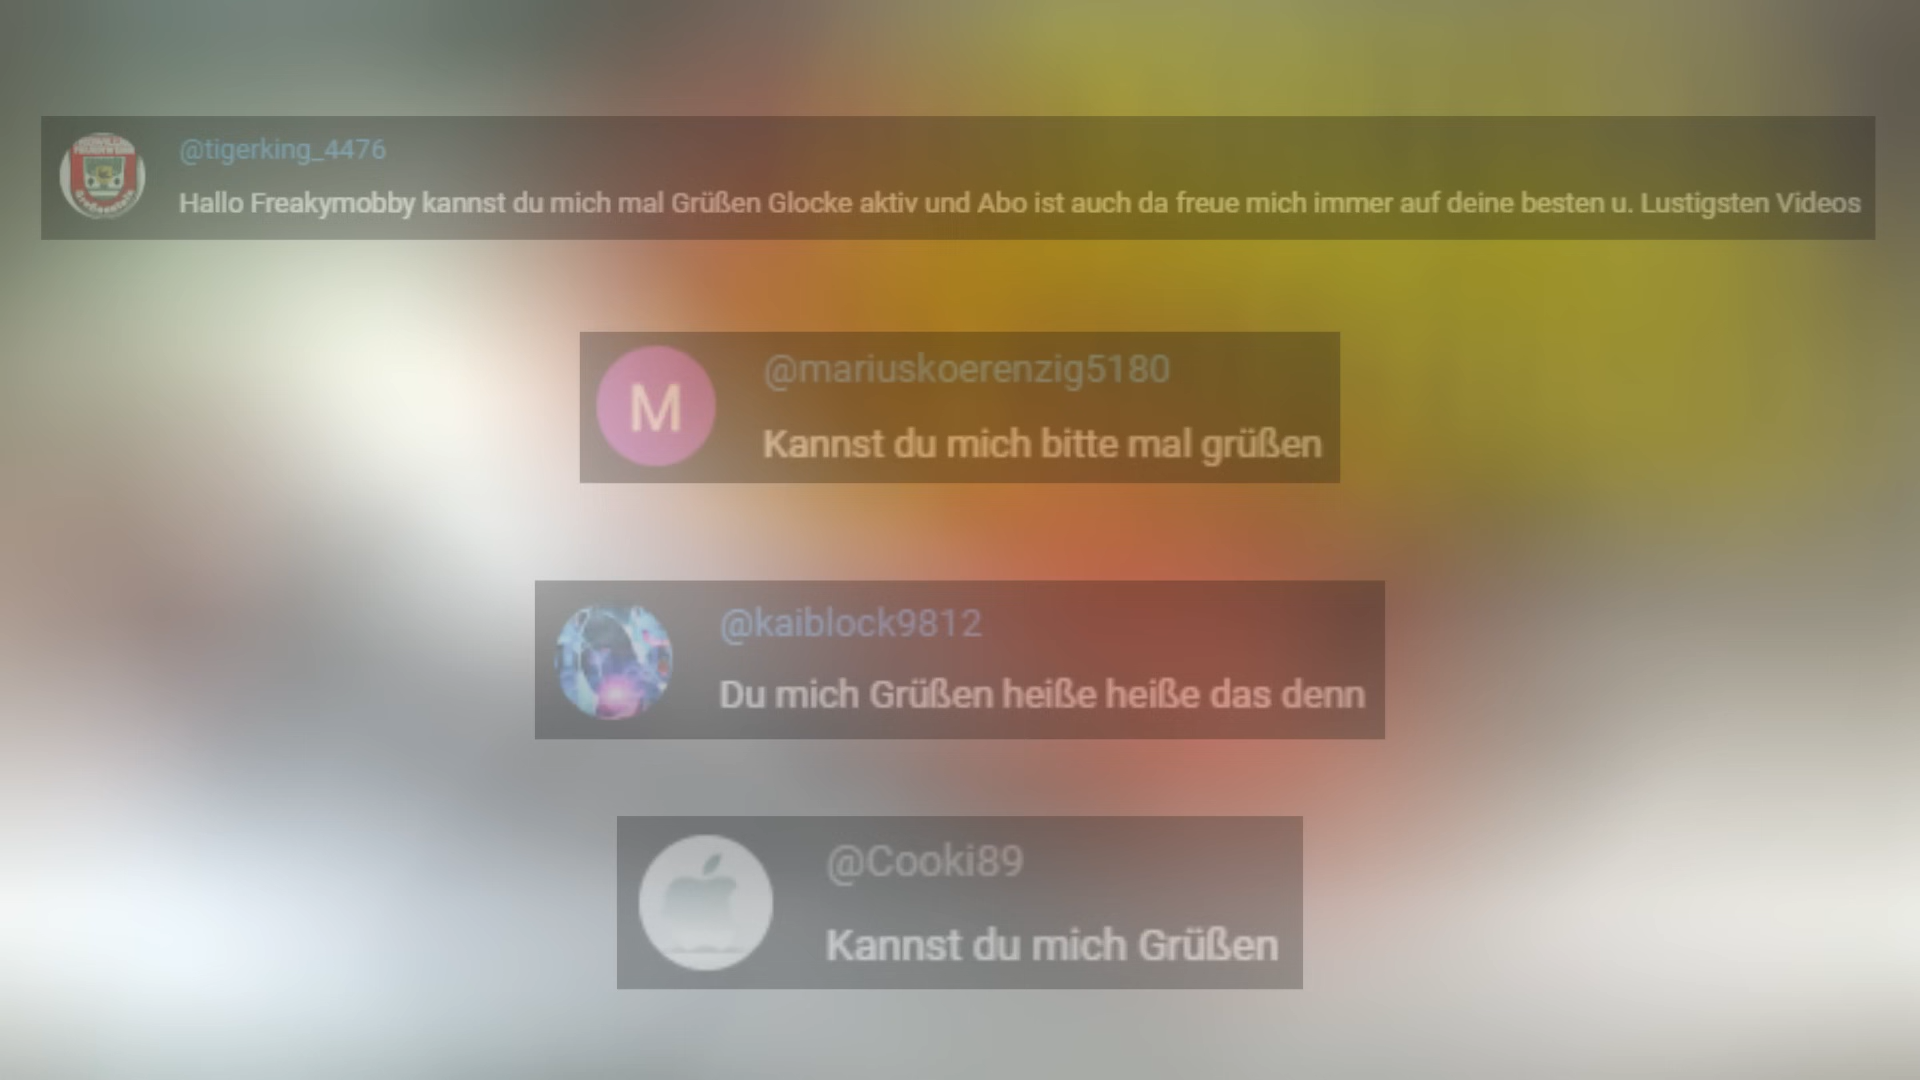 @tigerking_4476
Hallo Freakymobby kannst du mich mal Grüßen Glocke aktiv und Abo ist auch da freue mich immer auf deine besten u. Lustigsten Videos
M
@mariuskoerenzig5180
Kannst du mich bitte mal grüßen
@kaiblock9812
Du mich Grüßen heiße heiße das denn
@Cooki89
Kannst du mich Grüßen